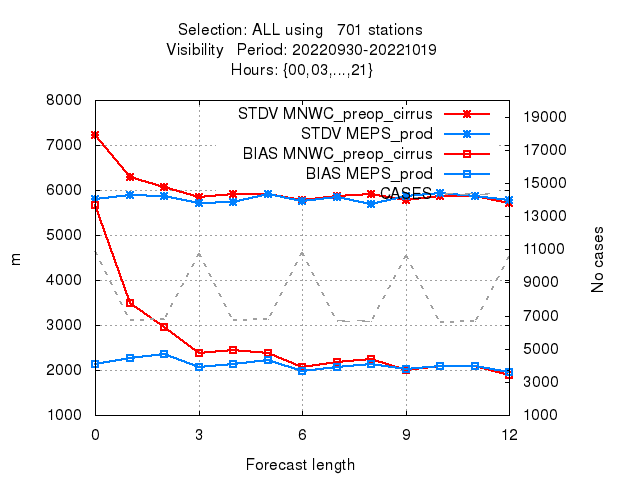 Selection: ALL using 701 stations
Visibility Period: 20220930-20221019
Hours: {00,03,...,21}
STDV MNWC_preop_cirrus
STDV MEPS_prod
BIAS MNWC_preop_cirrus
BIAS MEPS_prod
CASES
8000
7000
6000
5000
4000
3000
2000
1000
m
19000
17000
15000
13000
11000
9000
7000
5000
3000
1000
No cases
0 3 6 9 12
Forecast length